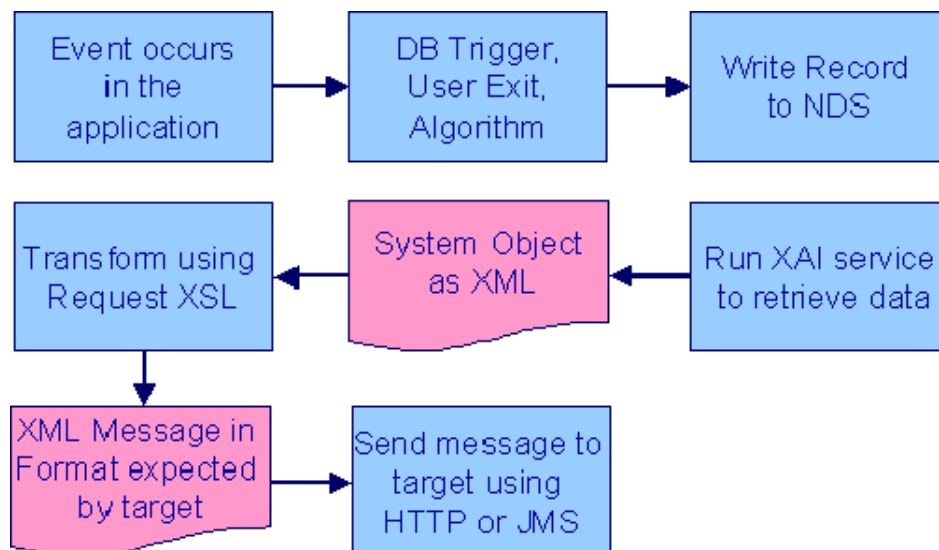 Event occurs
in the
application
DB Trigger,
User Exit,
Algorithm
Write Record
to NDS
Transform using
Request XSL
System Object
as XML
Run XAI service
to retrieve data
XML Message in
Format expected
by target
Send message to
target using
HTTP or JMS